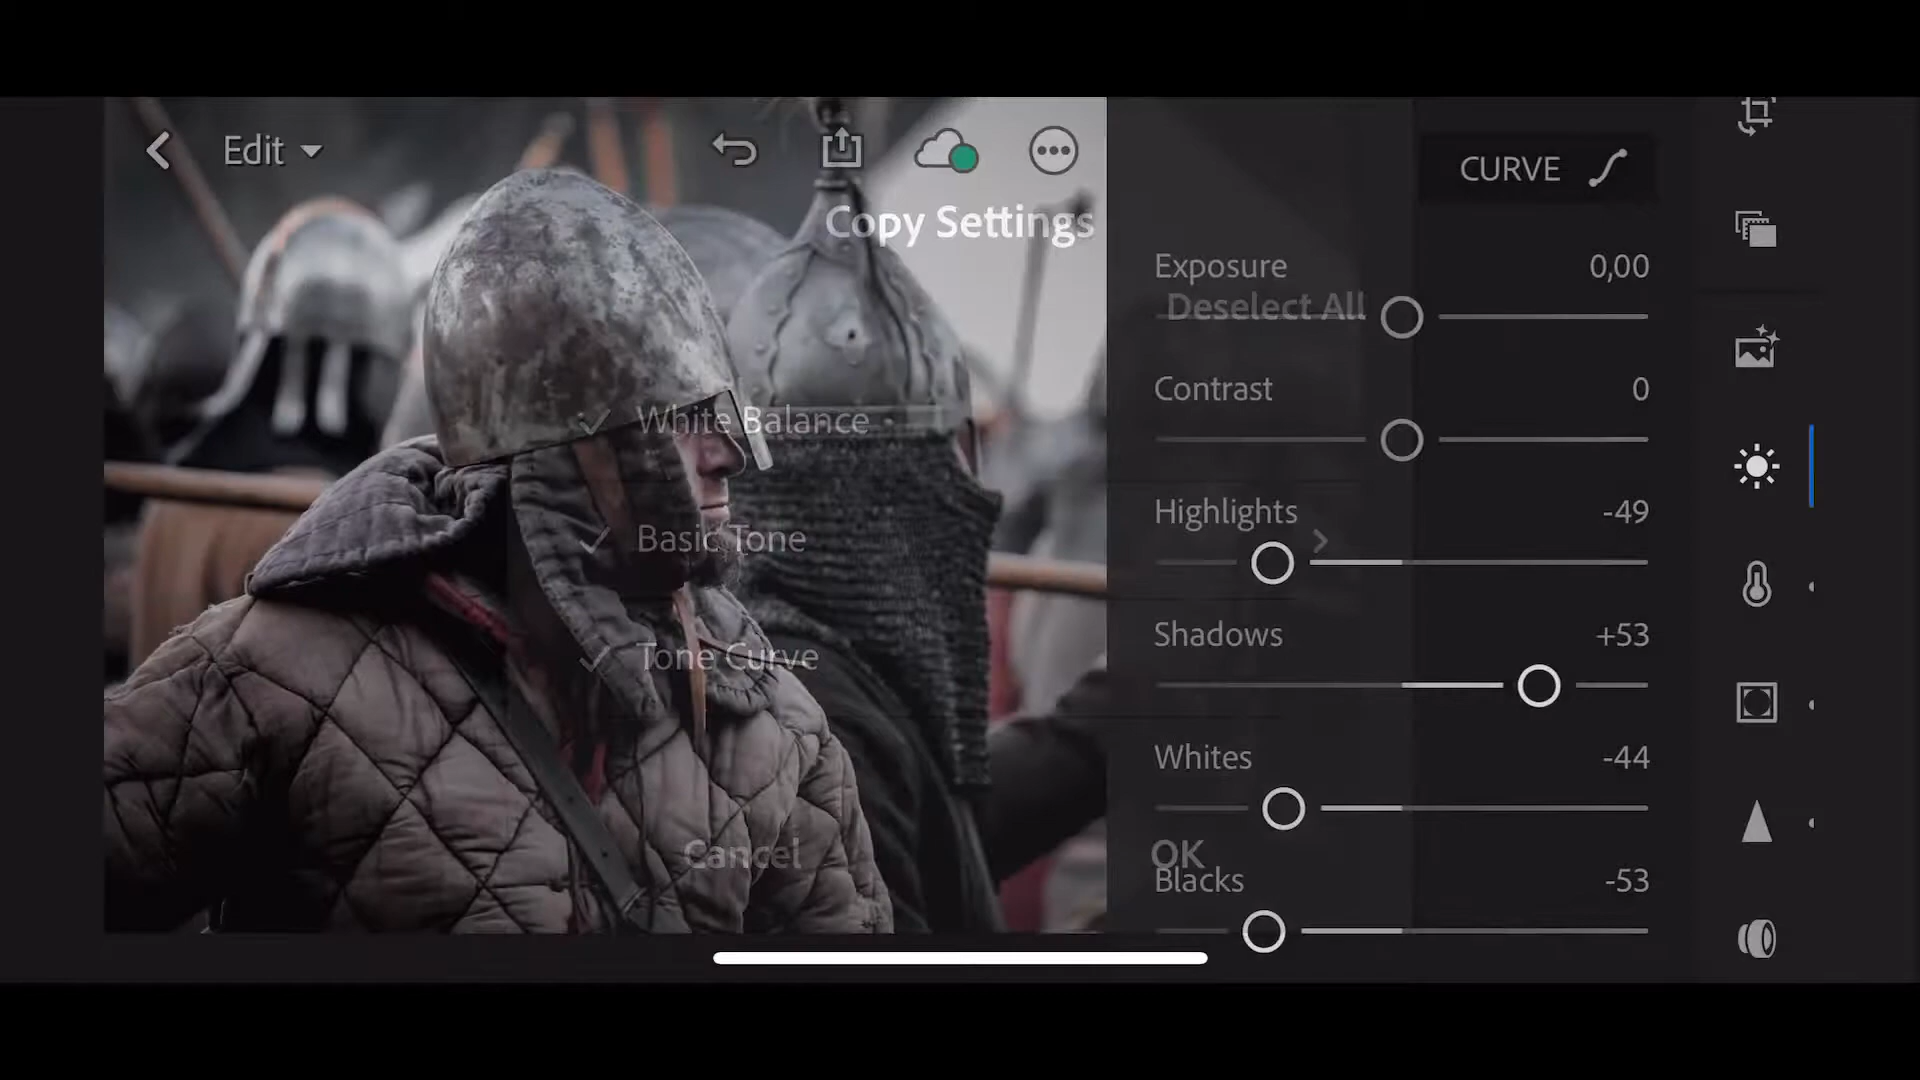 Edit
CURVE
Copy Settings
Exposure 0,00
Deselect All
Contrast 0
White Balance
Highlights -49
Basic Tone
Shadows +53
Tone Curve
Whites -44
Cancel
OK
Blacks -53